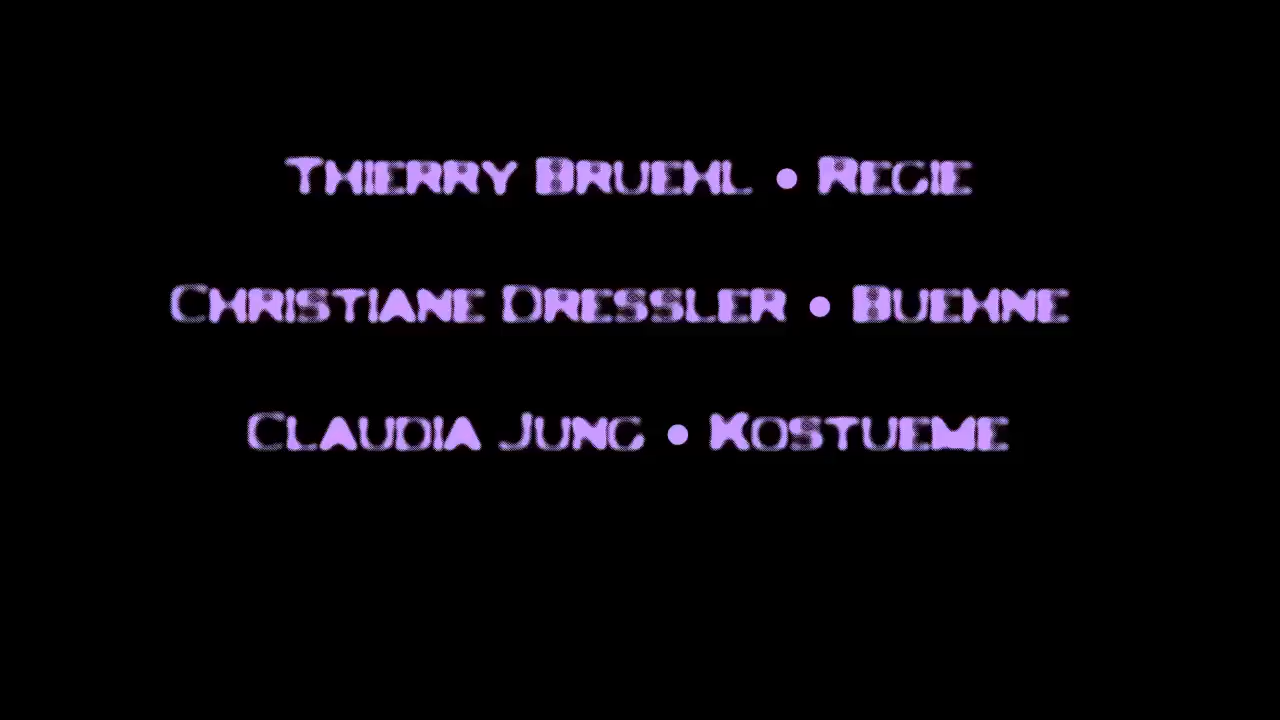 Thierry Bruehl • Regie
Christiane Dressler • Buehne
Claudia Jung • Kostueme